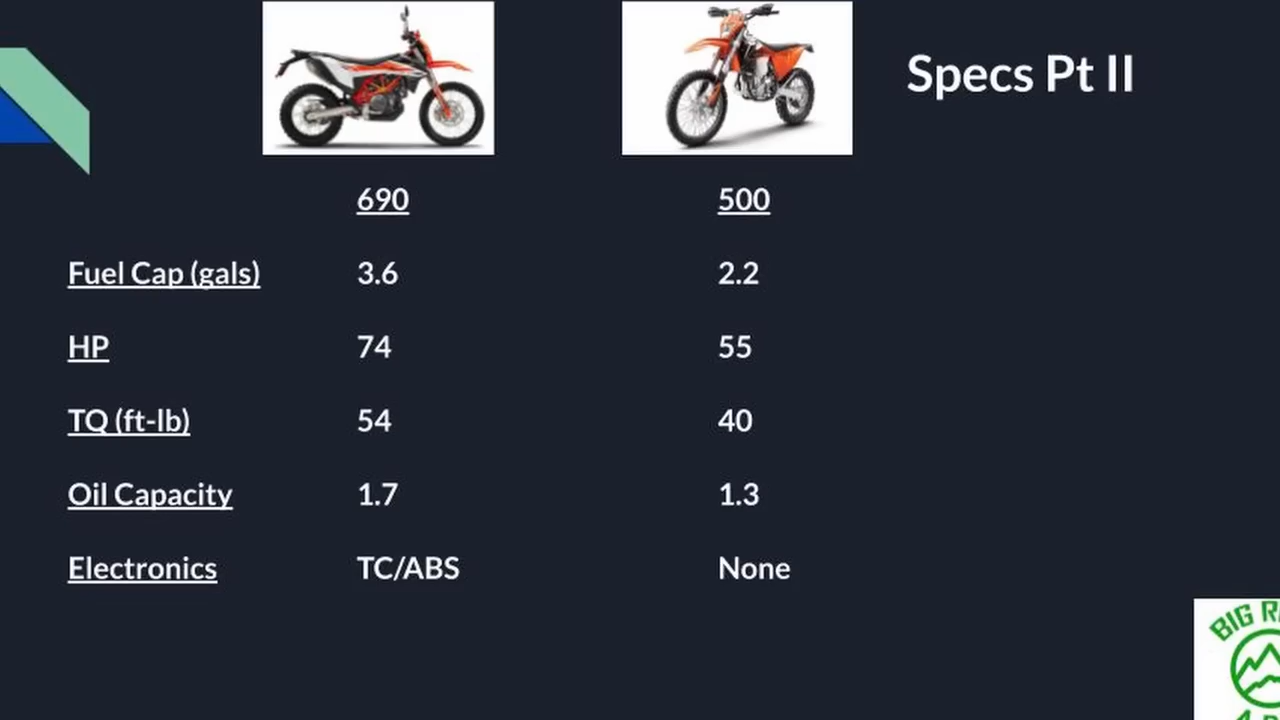 Specs Pt II
690 500
Fuel Cap (gals) 3.6 2.2
HP 74 55
TQ (ft-lb) 54 40
Oil Capacity 1.7 1.3
Electronics TC/ABS None
BIG